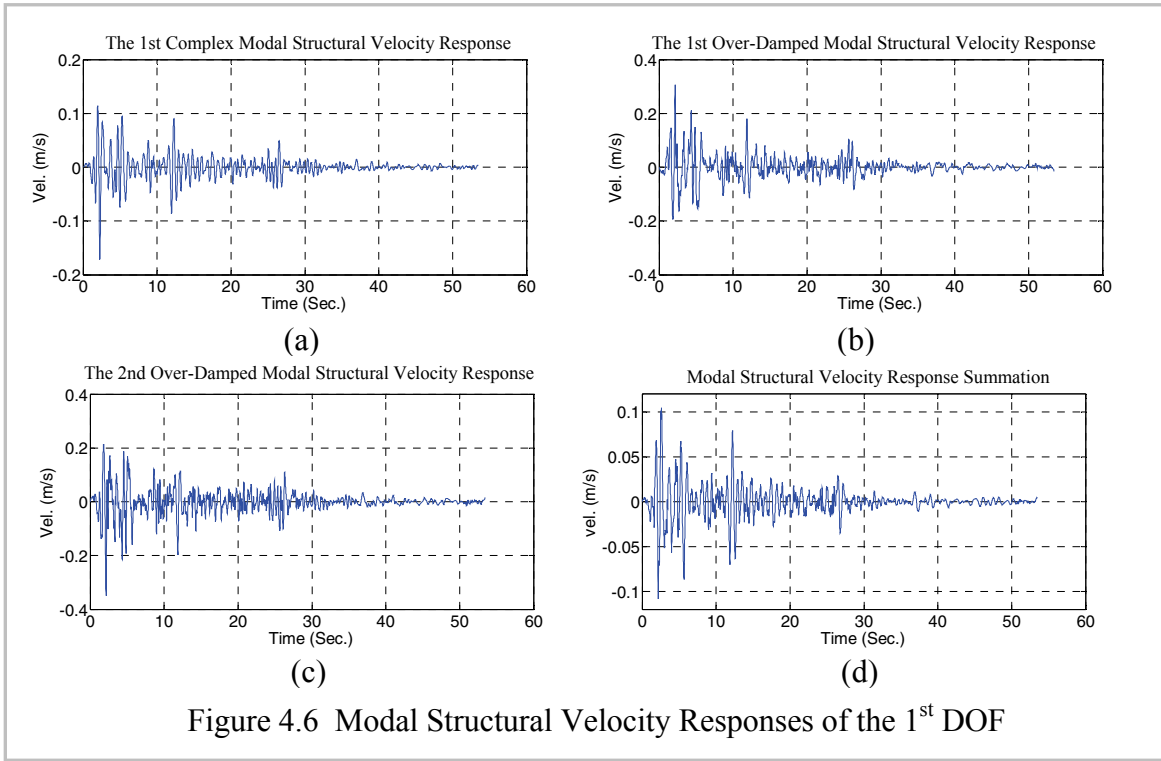 The 1st Complex Modal Structural Velocity Response
0.2
0.1
0
-0.1
0.2
Vel. (m/s)
0 10 20 30 40 50 60
Time (Sec.)
(a)
The 1st Over-Damped Modal Structural Velocity Response
0.4
0.2
0
-0.2
-0.4
Vel. (m/s)
0 10 20 30 40 50 60
Time (Sec.)
(b)
The 2nd Over-Damped Modal Structural Velocity Response
0.4
0.2
0
-0.2
-0.4
Vel. (m/s)
0 10 20 30 40 50 60
Time (Sec.)
(c)
Modal Structural Velocity Response Summation
0.1
0.05
0
-0.05
-0.1
vel. (m/s)
0 10 20 30 40 50 60
Time (Sec.)
(d)
Figure 4.6 Modal Structural Velocity Responses of the 1st DOF